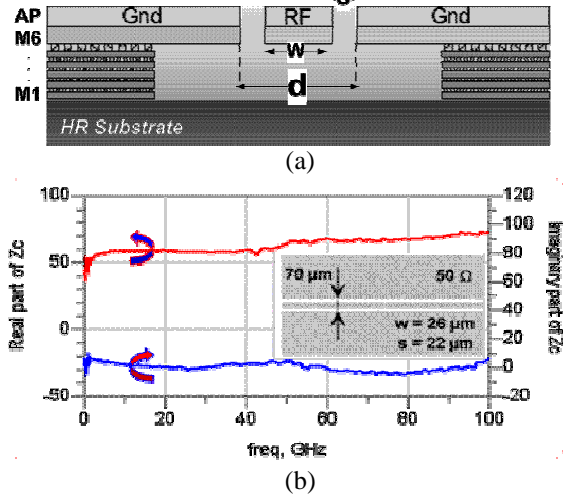 AP Gnd RF Gnd
M6
w
d
M1
HR Substrate
(a)
100 120
100
80
70 µm 50 Ω
50 60
40
0 w = 26 µm
20
s = 22 µm
0
-50 -20
0 20 40 60 80 100
Real part of Zc
Imaginary part of Zc
freq, GHz
(b)